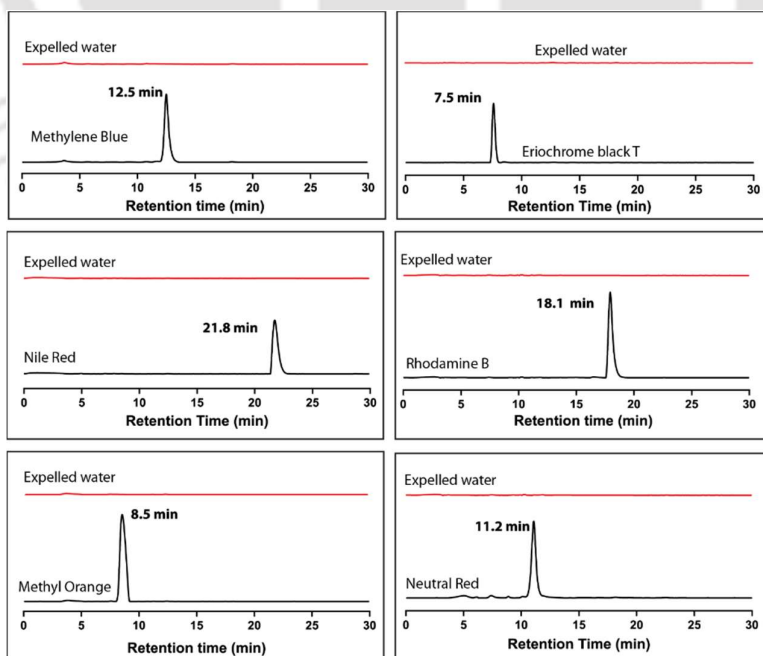 Expelled water
12.5 min
Methylene Blue
0 5 10 15 20 25 30
Retention time (min)
Expelled water
7.5 min
Eriochrome black T
0 5 10 15 20 25 30
Retention Time (min)
Expelled water
21.8 min
Nile Red
0 5 10 15 20 25 30
Retention Time (min)
Expelled water
18.1 min
Rhodamine B
0 5 10 15 20 25 30
Retention time (min)
Expelled water
8.5 min
Methyl Orange
0 5 10 15 20 25 30
Retention Time (min)
Expelled water
11.2 min
Neutral Red
0 5 10 15 20 25 30
Retention Time (min)